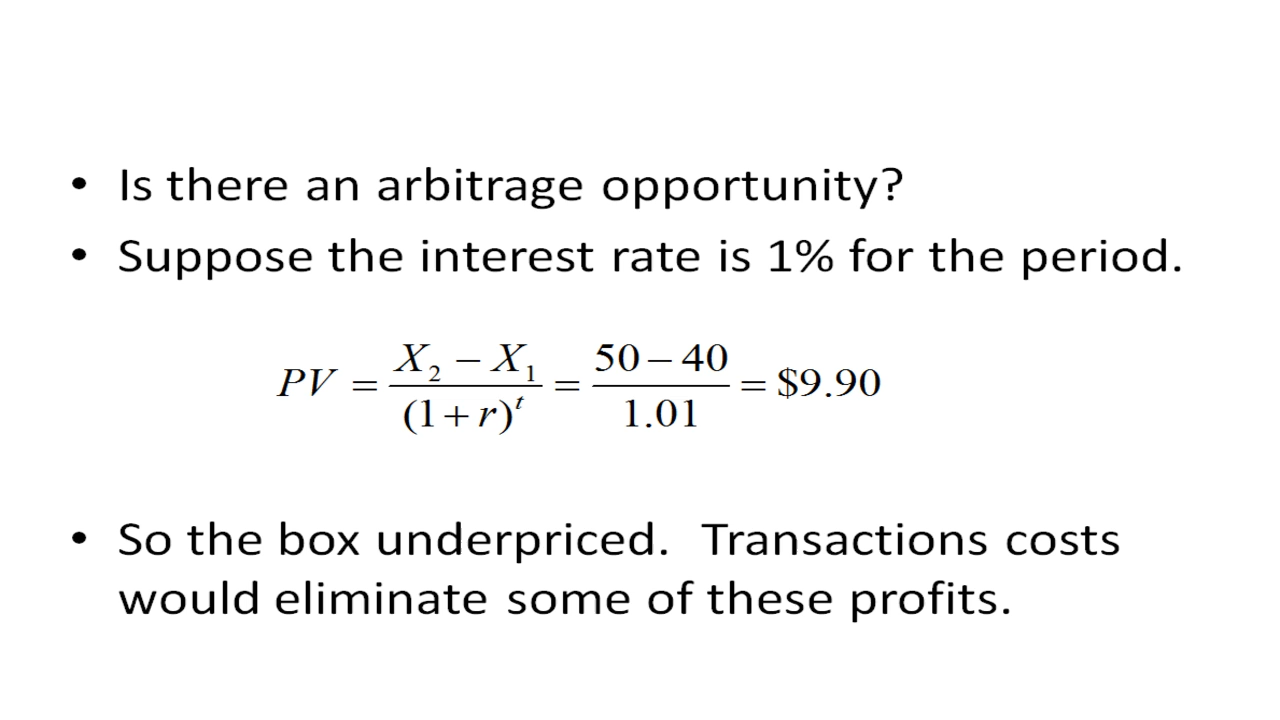 • Is there an arbitrage opportunity?
• Suppose the interest rate is 1% for the period.
PV = (X₂ − X₁)/(1 + r)ᵗ = (50 − 40)/1.01 = $9.90
• So the box underpriced. Transactions costs
would eliminate some of these profits.